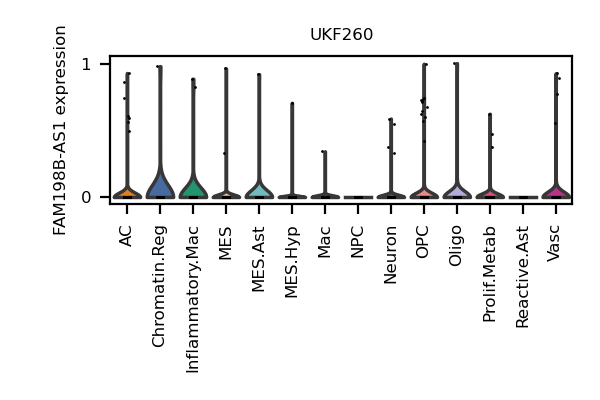 UKF260
FAM198B-AS1 expression
1
0
AC
Chromatin.Reg
Inflammatory.Mac
MES
MES.Ast
MES.Hyp
Mac
NPC
Neuron
OPC
Oligo
Prolif.Metab
Reactive.Ast
Vasc